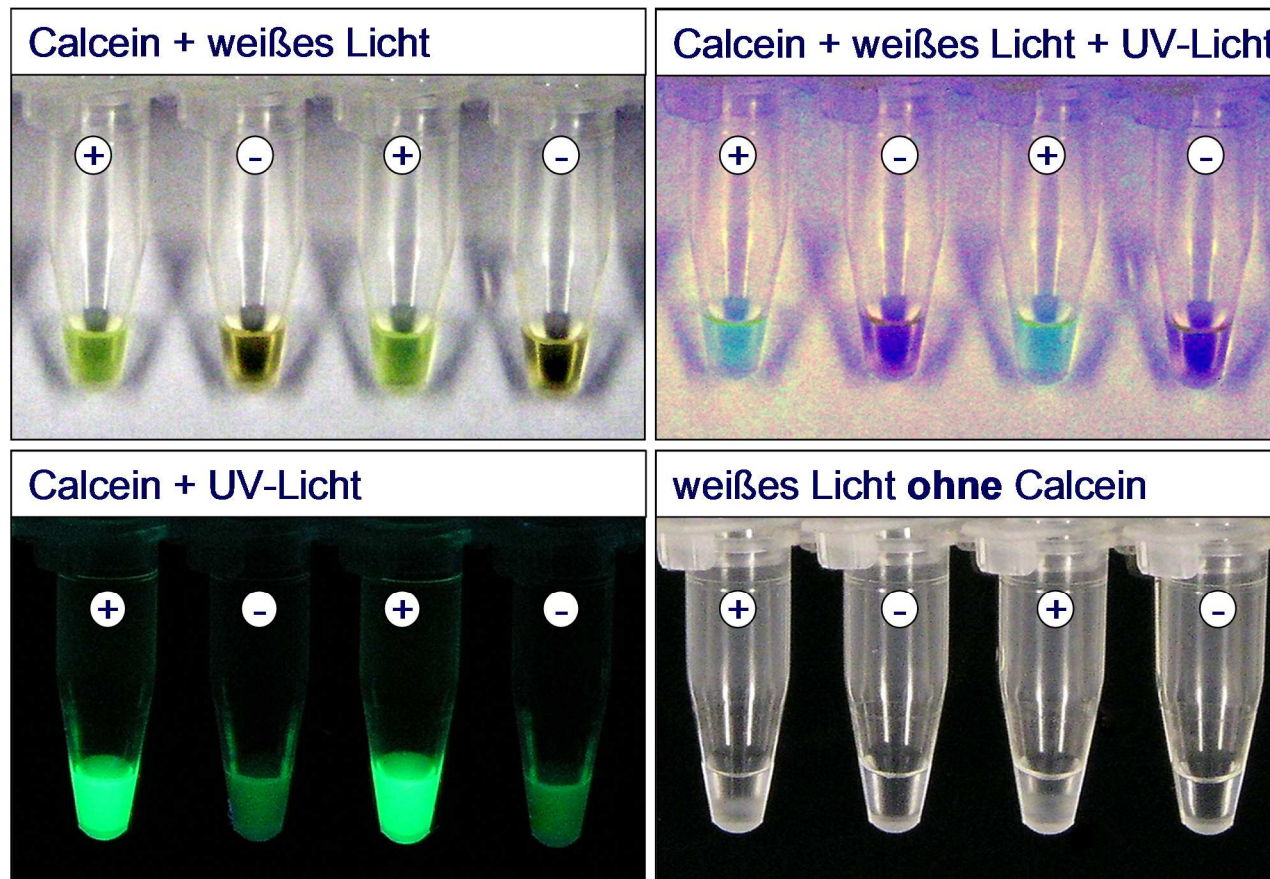 Calcein + weißes Licht
+ - + -
Calcein + weißes Licht + UV-Licht
+ - + -
Calcein + UV-Licht
+ - + -
weißes Licht ohne Calcein
+ - + -